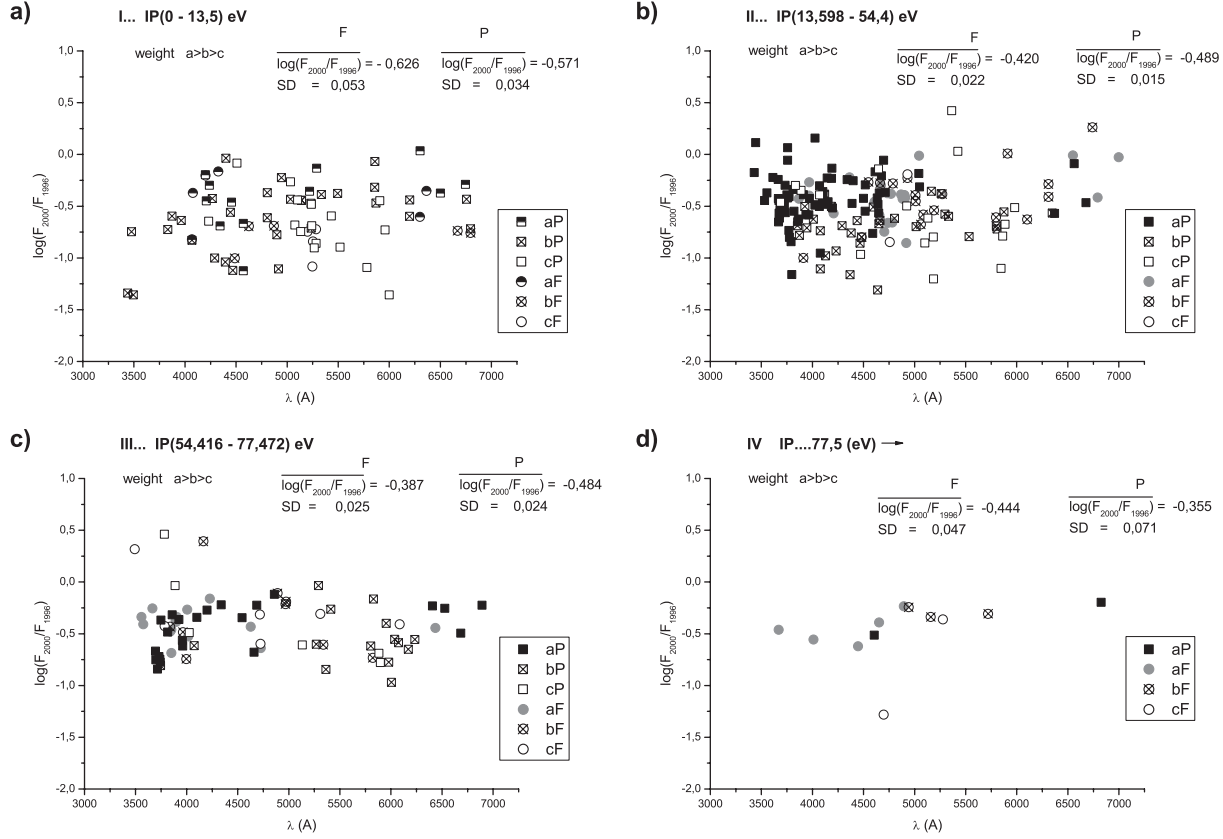 a)
I... IP(0 - 13,5) eV
weight a>b>c
F
log(F2000/F1996) = - 0,626
SD = 0,053
P
log(F2000/F1996) = -0,571
SD = 0,034
log(F2000/F1996)
1,0
0,5
0,0
-0,5
-1,0
-1,5
-2,0
3000 3500 4000 4500 5000 5500 6000 6500 7000
λ (A)
aP
bP
cP
aF
bF
cF
b)
II... IP(13,598 - 54,4) eV
weight a>b>c
F
log(F2000/F1996) = -0,420
SD = 0,022
P
log(F2000/F1996) = -0,489
SD = 0,015
log(F2000/F1996)
1,0
0,5
0,0
-0,5
-1,0
-1,5
-2,0
3000 3500 4000 4500 5000 5500 6000 6500 7000
λ (A)
aP
bP
cP
aF
bF
cF
c)
III... IP(54,416 - 77,472) eV
weight a>b>c
F
log(F2000/F1996) = -0,387
SD = 0,025
P
log(F2000/F1996) = -0,484
SD = 0,024
log(F2000/F1996)
1,0
0,5
0,0
-0,5
-1,0
-1,5
-2,0
3000 3500 4000 4500 5000 5500 6000 6500 7000
λ (A)
aP
bP
cP
aF
bF
cF
d)
IV IP....77,5 (eV) →
weight a>b>c
F
log(F2000/F1996) = -0,444
SD = 0,047
P
log(F2000/F1996) = -0,355
SD = 0,071
log(F2000/F1996)
1,0
0,5
0,0
-0,5
-1,0
-1,5
-2,0
3000 3500 4000 4500 5000 5500 6000 6500 7000
λ (A)
aP
aF
bF
cF